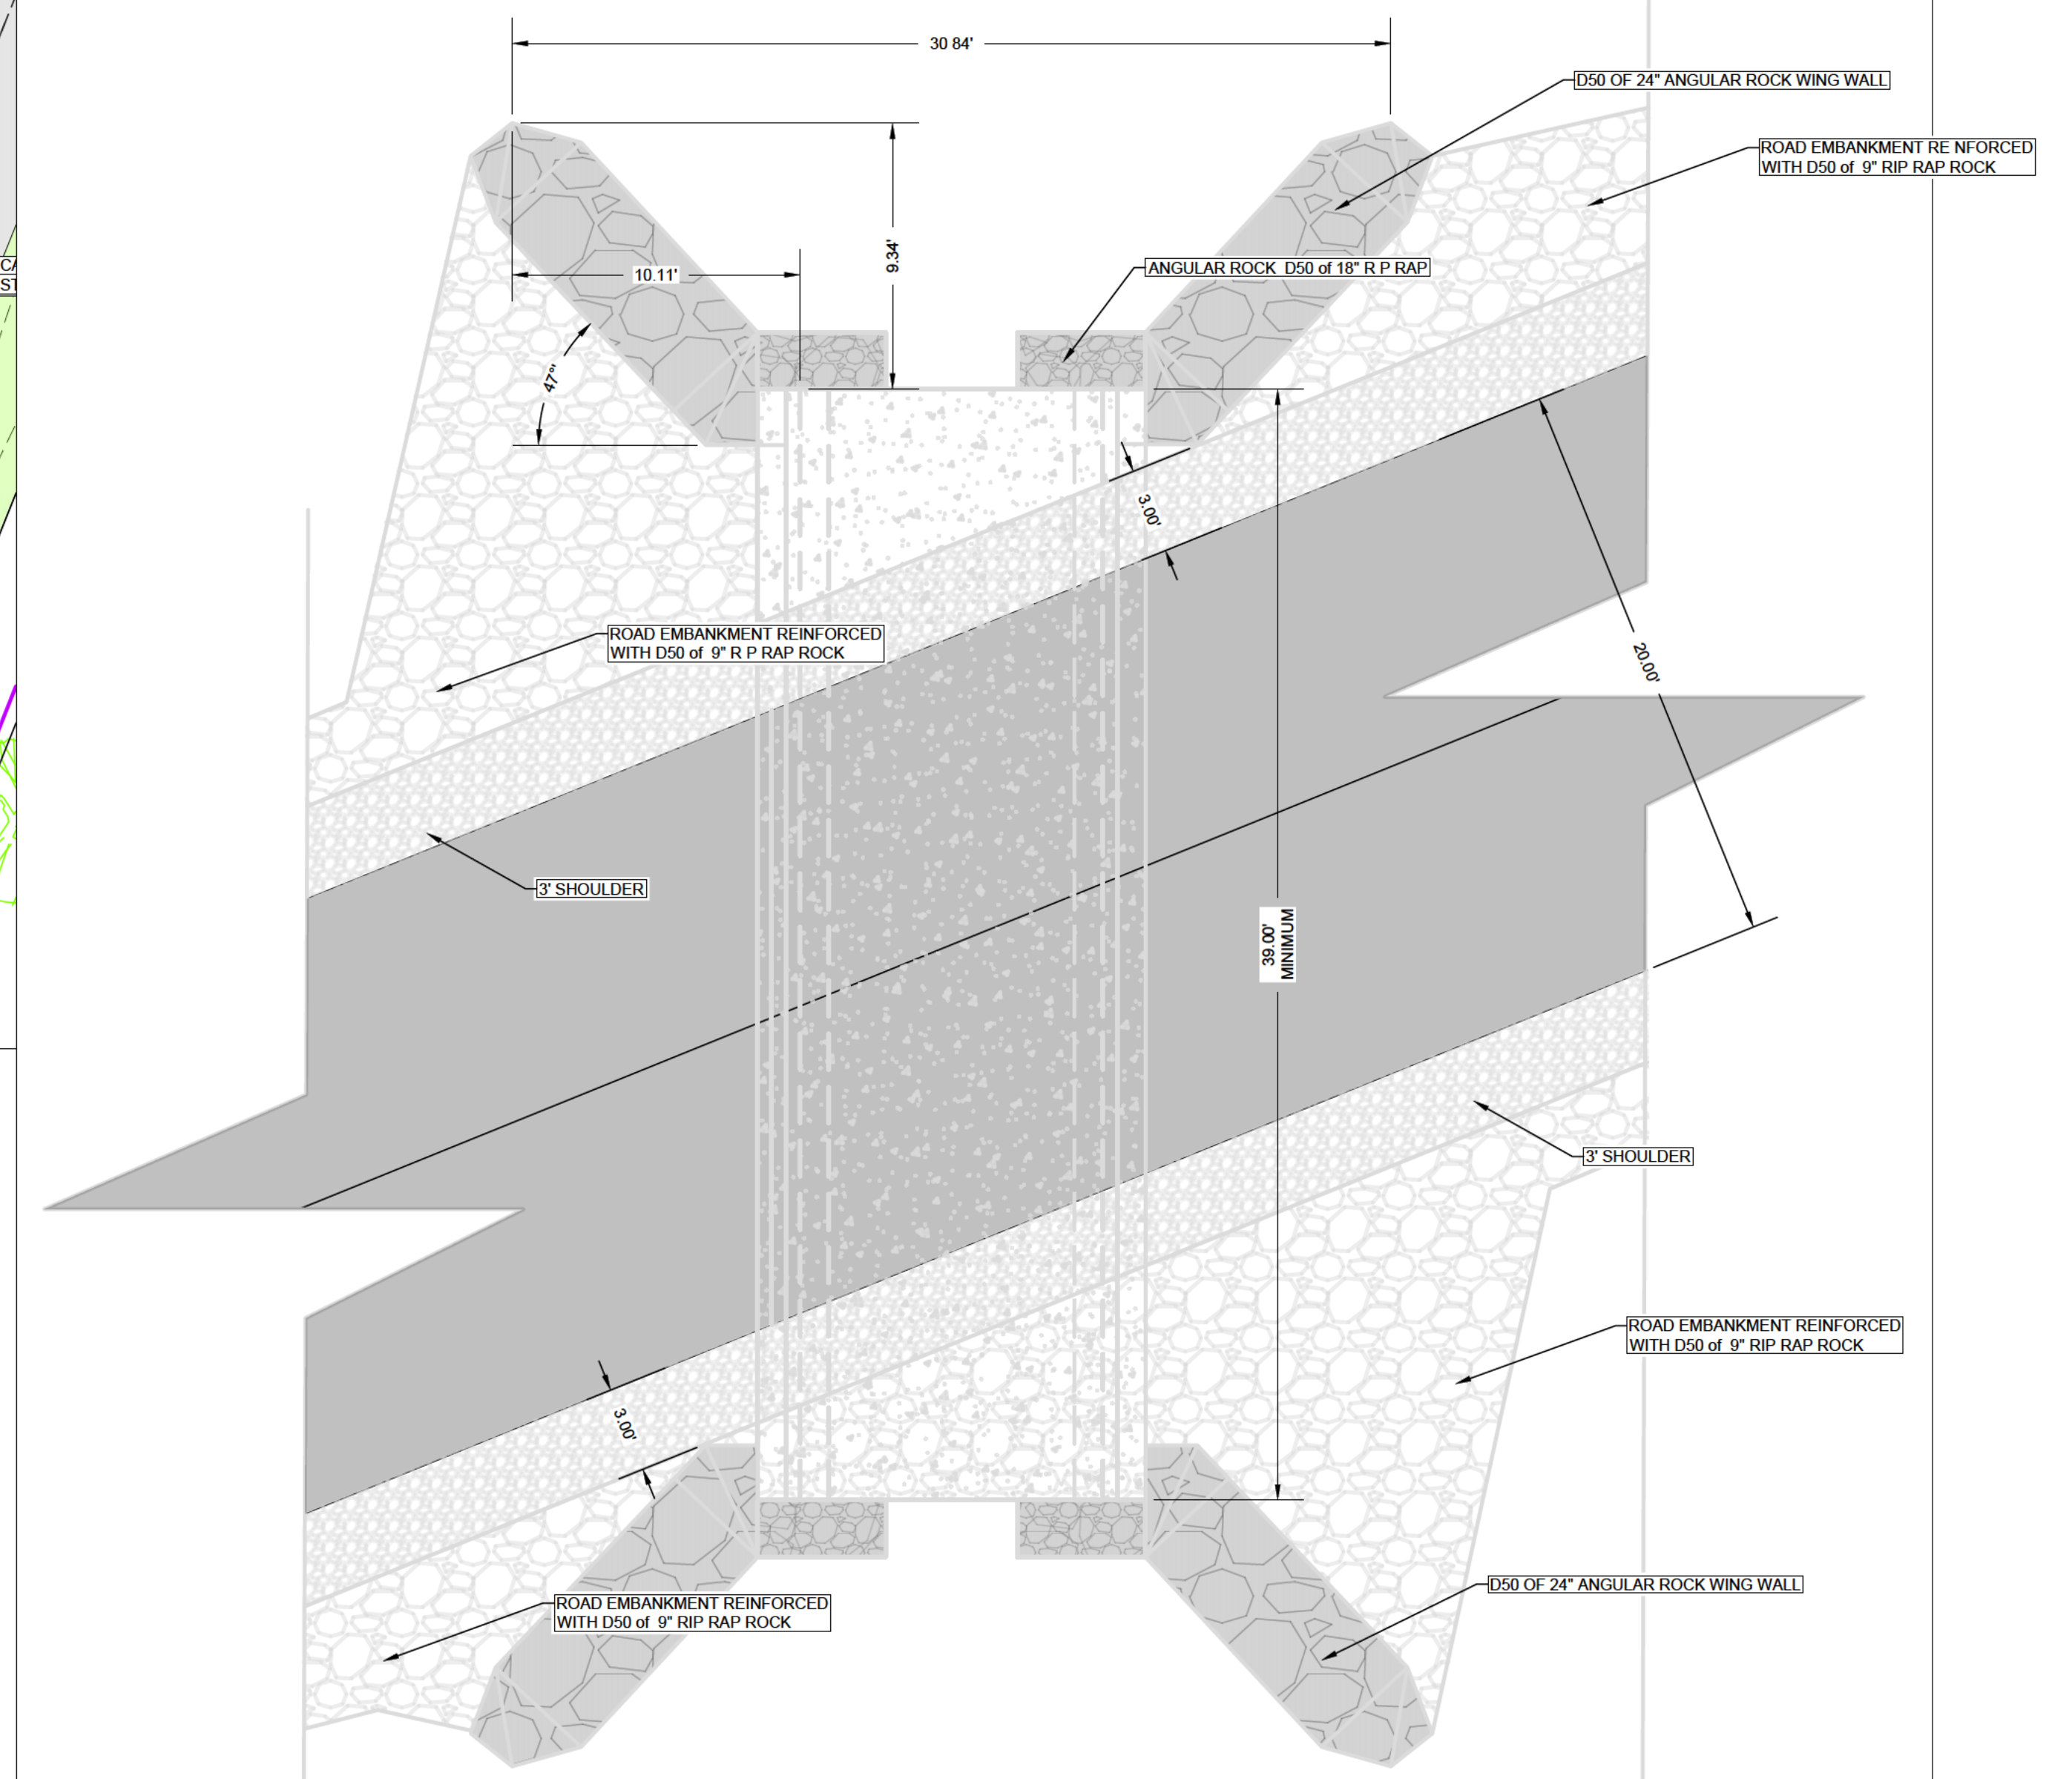 30 84'
D50 OF 24" ANGULAR ROCK WING WALL
ROAD EMBANKMENT RE NFORCED
WITH D50 of 9" RIP RAP ROCK
9.34'
10.11'
ANGULAR ROCK D50 of 18" R P RAP
CA
ST
47°
3.00'
ROAD EMBANKMENT REINFORCED
WITH D50 of 9" R P RAP ROCK
20.00'
3' SHOULDER
39.00'
MINIMUM
3' SHOULDER
ROAD EMBANKMENT REINFORCED
WITH D50 of 9" RIP RAP ROCK
3.00'
D50 OF 24" ANGULAR ROCK WING WALL
ROAD EMBANKMENT REINFORCED
WITH D50 of 9" RIP RAP ROCK